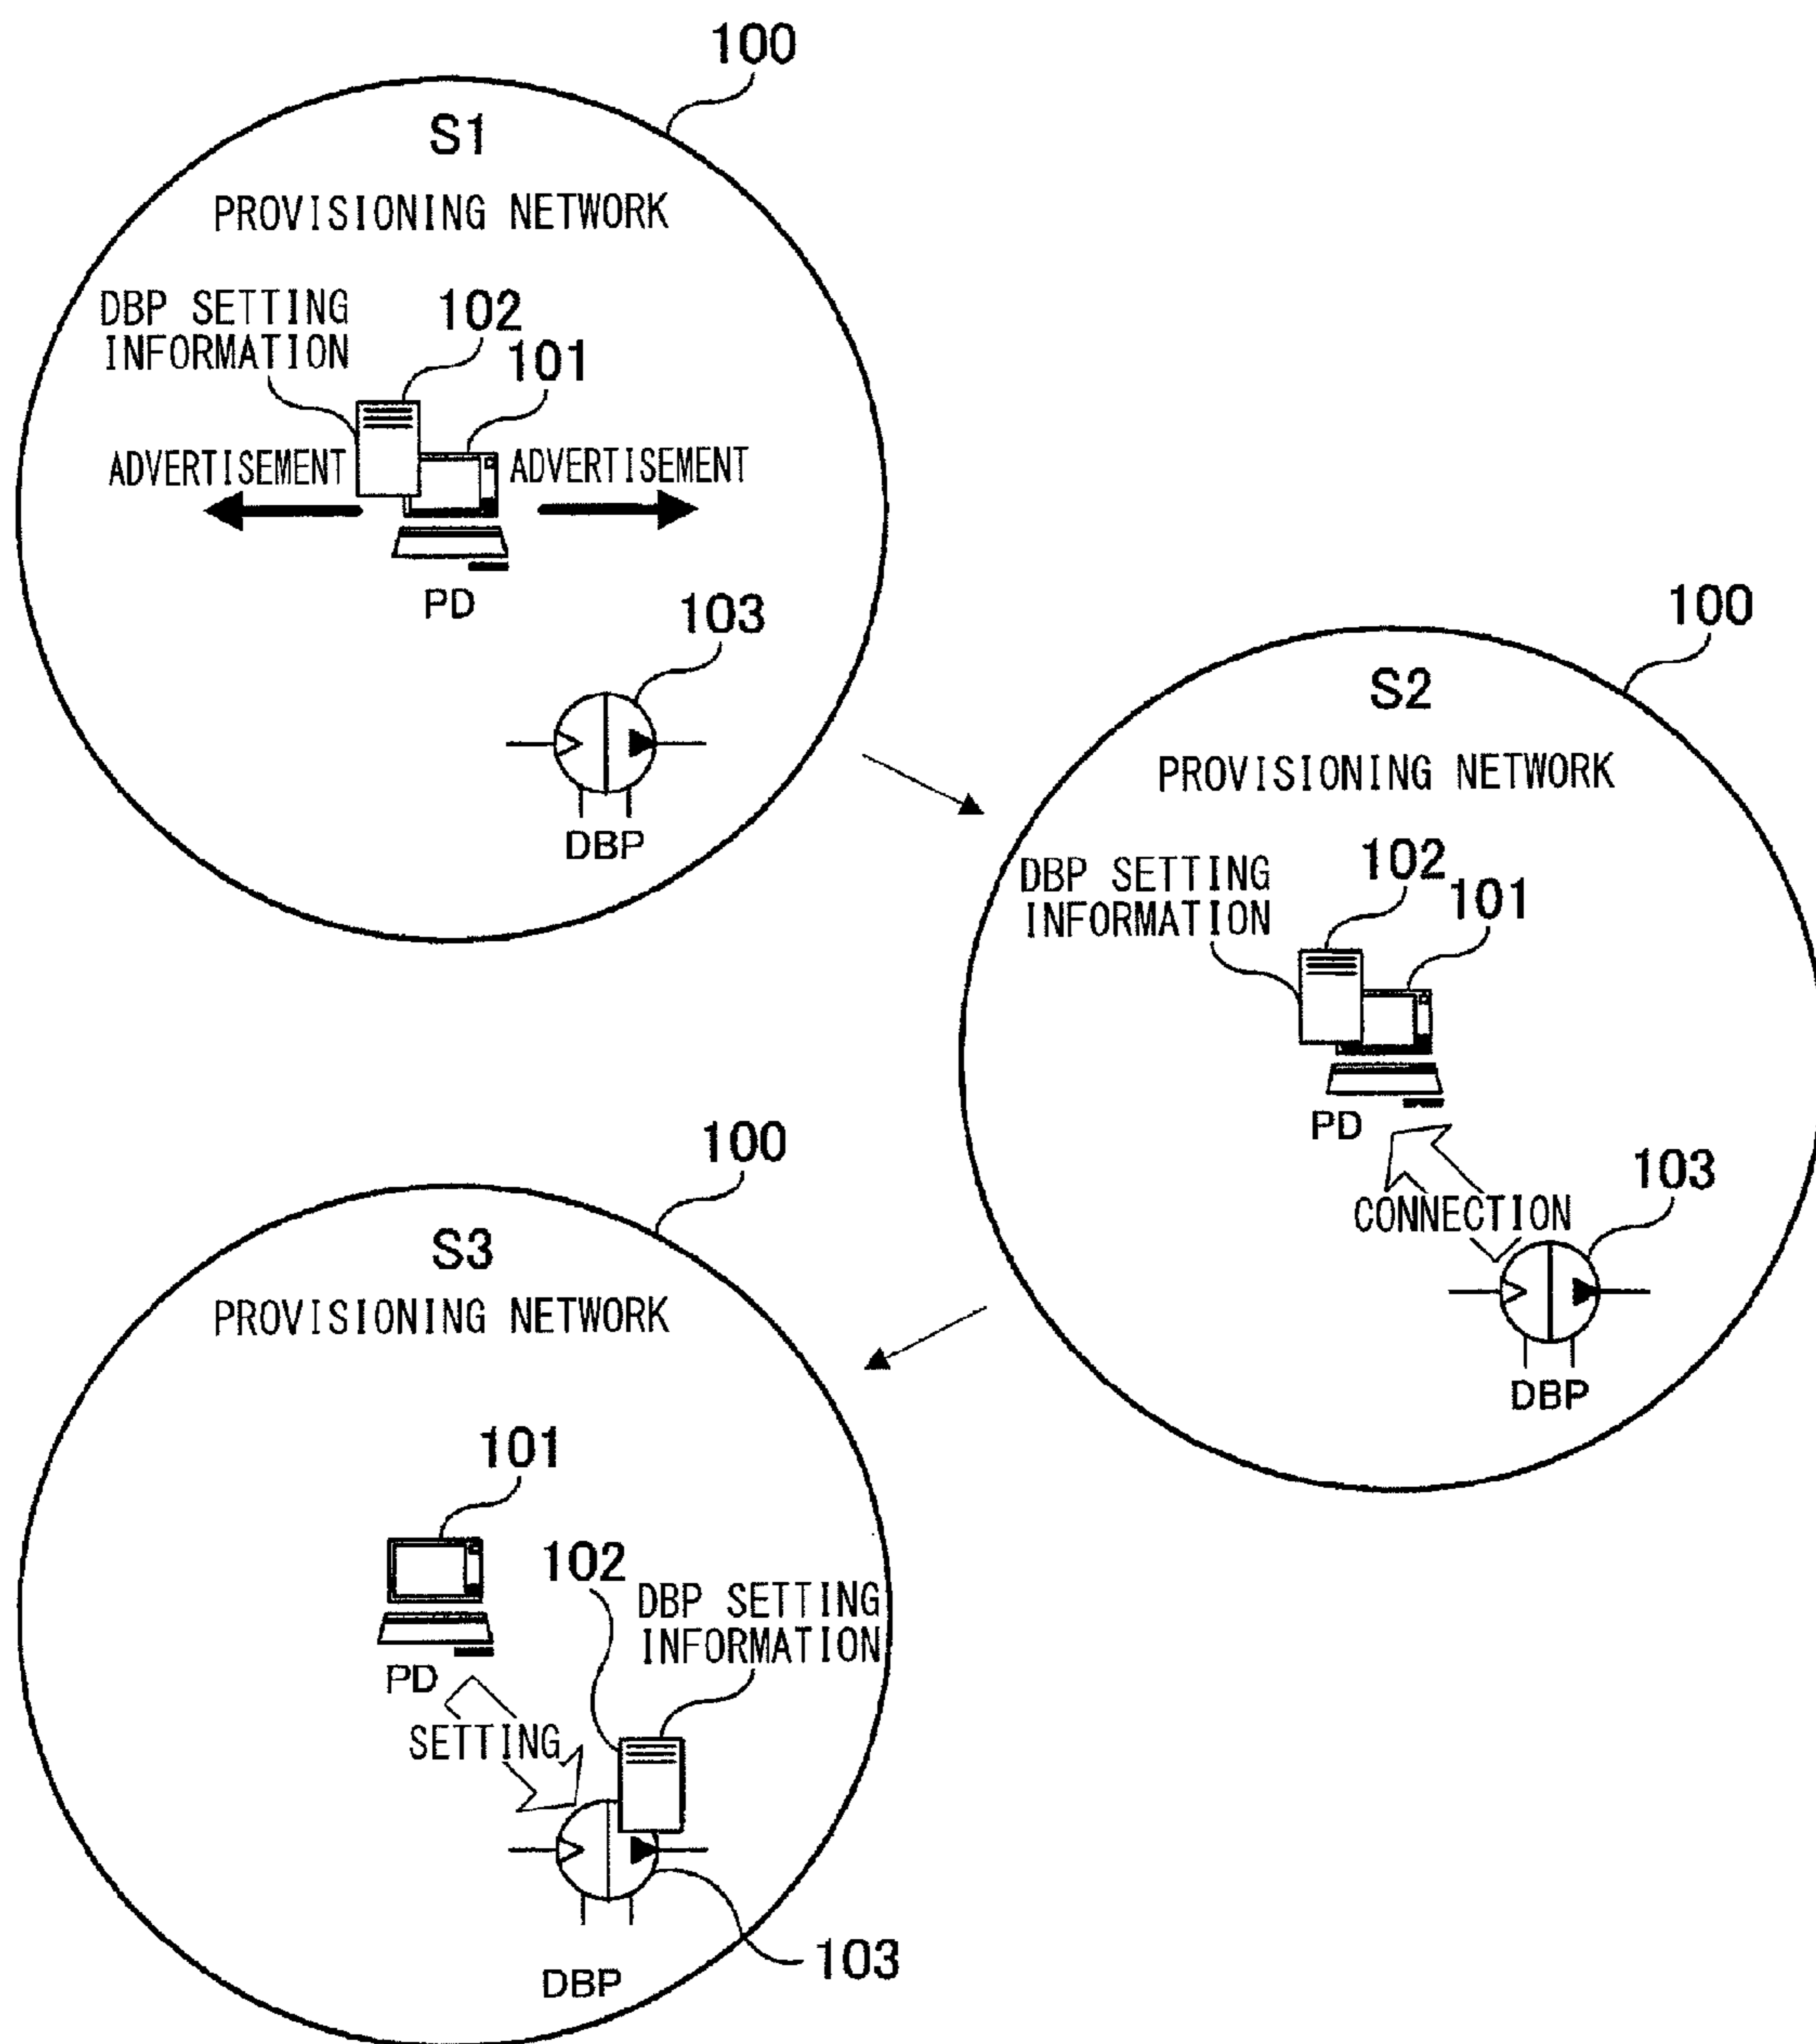 100
S1
PROVISIONING NETWORK
DBP SETTING
INFORMATION
102
101
ADVERTISEMENT
ADVERTISEMENT
PD
103
DBP
100
S2
PROVISIONING NETWORK
DBP SETTING
INFORMATION
102
101
PD
CONNECTION
103
DBP
100
S3
PROVISIONING NETWORK
101
PD
102
DBP SETTING
INFORMATION
SETTING
103
DBP